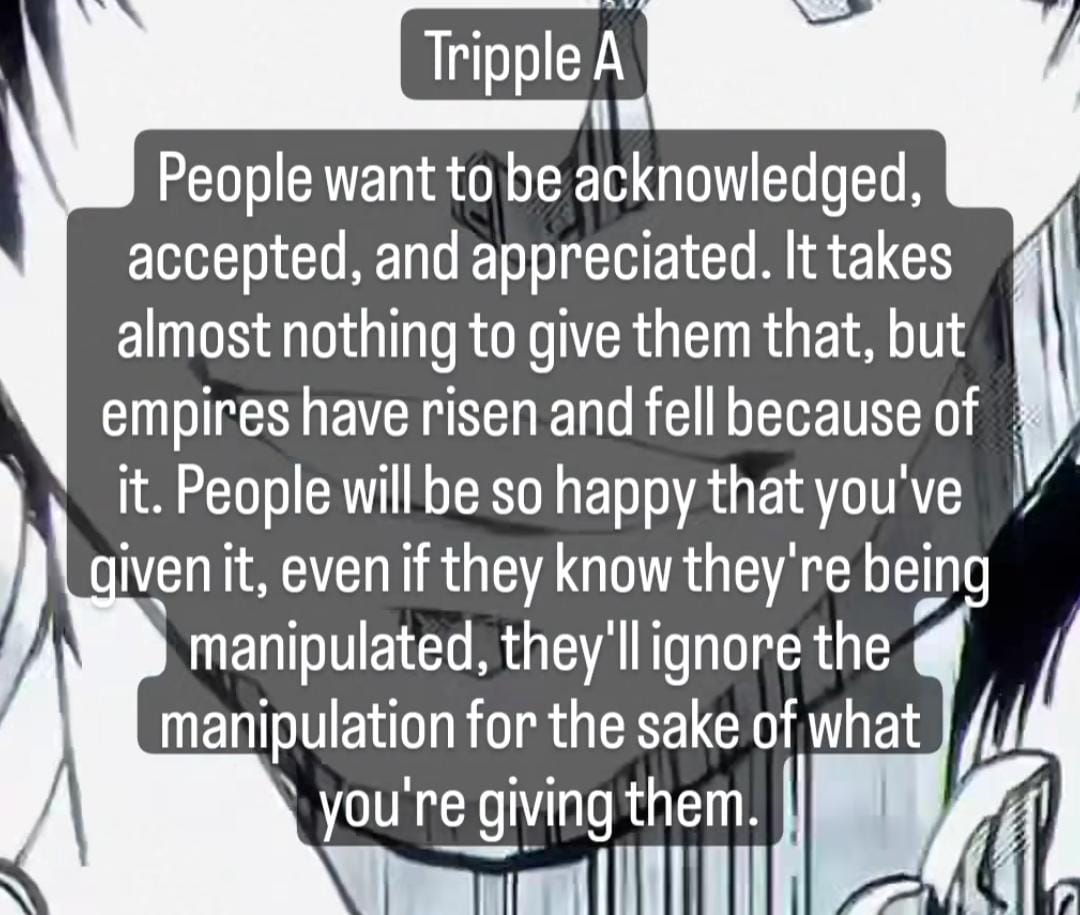 Tripple A
People want to be acknowledged,
accepted, and appreciated. It takes
almost nothing to give them that, but
empires have risen and fell because of
it. People will be so happy that you've
given it, even if they know they're being
manipulated, they'll ignore the
manipulation for the sake of what
you're giving them.